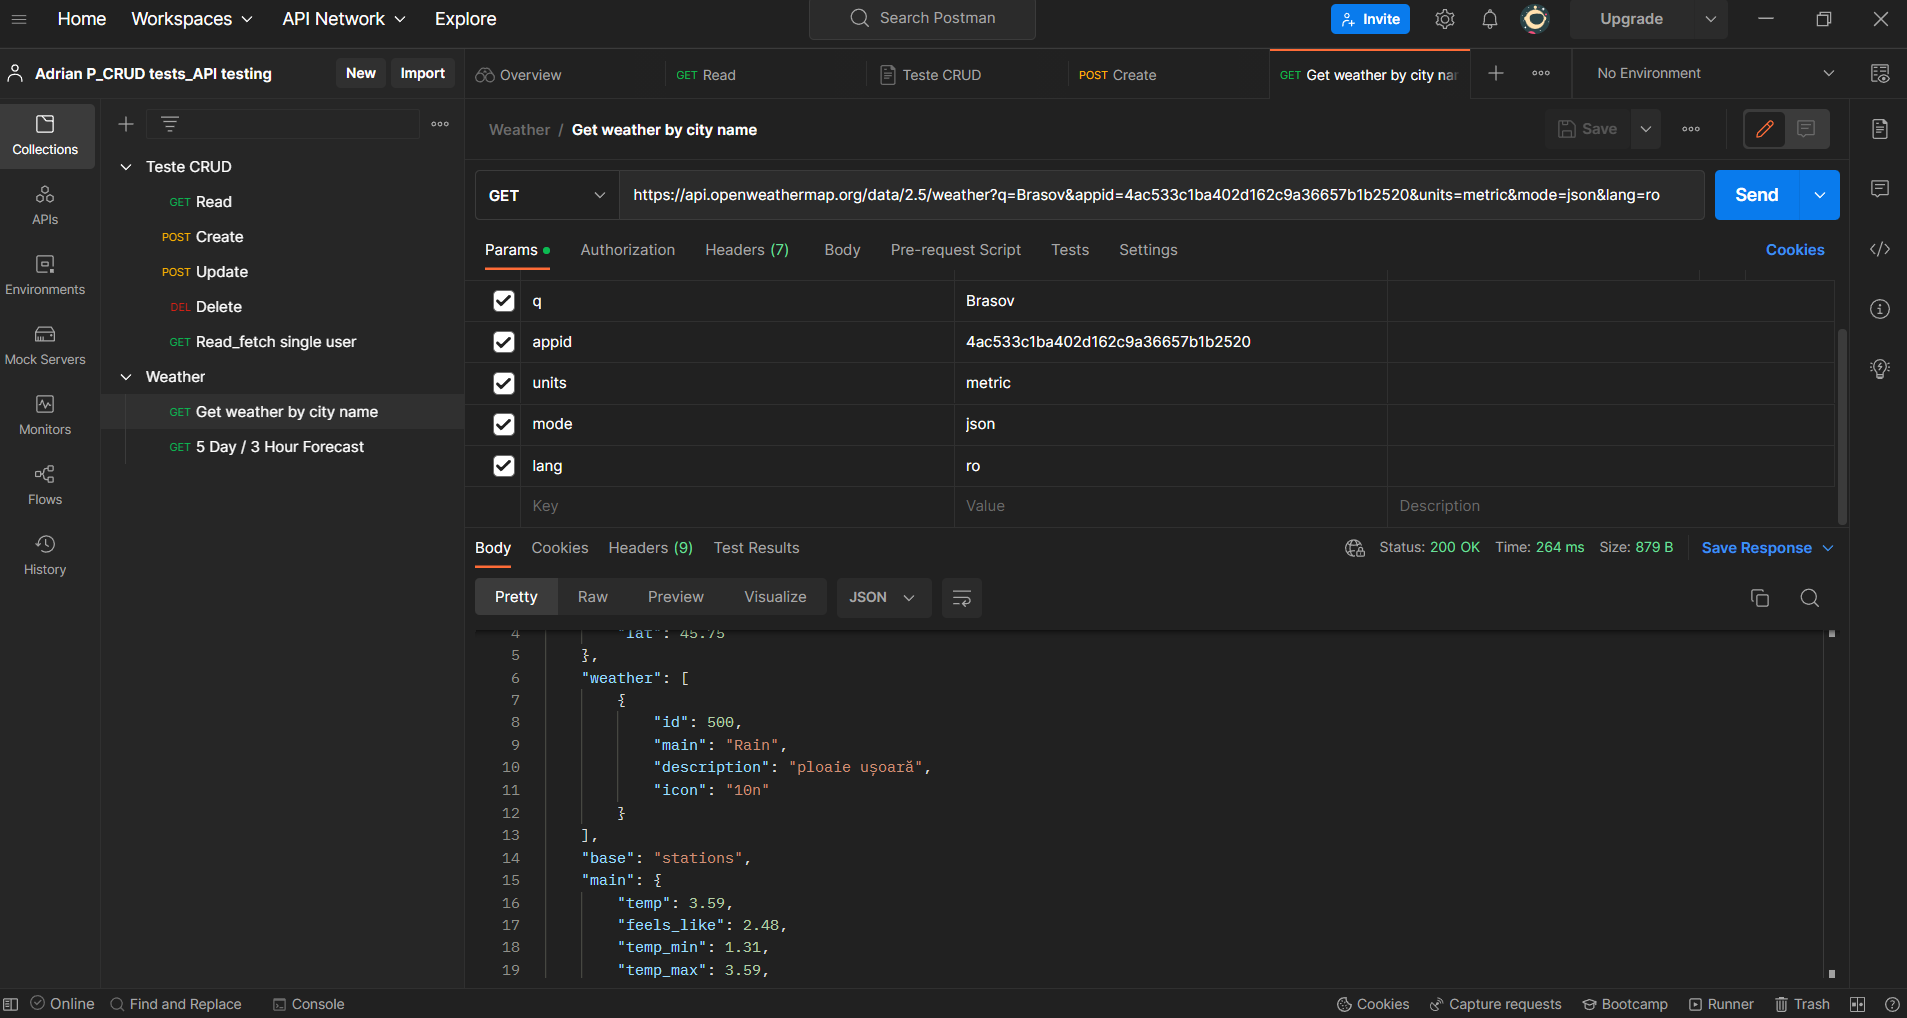 Home Workspaces API Network Explore Search Postman Invite Upgrade
Adrian P_CRUD tests_API testing New Import
Overview GET Read Teste CRUD POST Create GET Get weather by city nar No Environment
Collections
APIs
Environments
Mock Servers
Monitors
Flows
History
Teste CRUD
GET Read
POST Create
POST Update
DEL Delete
GET Read_fetch single user
Weather
GET Get weather by city name
GET 5 Day / 3 Hour Forecast
Weather / Get weather by city name Save
GET https://api.openweathermap.org/data/2.5/weather?q=Brasov&appid=4ac533c1ba402d162c9a36657b1b2520&units=metric&mode=json&lang=ro Send
Params Authorization Headers (7) Body Pre-request Script Tests Settings Cookies
q Brasov
appid 4ac533c1ba402d162c9a36657b1b2520
units metric
mode json
lang ro
Key Value Description
Body Cookies Headers (9) Test Results Status: 200 OK Time: 264 ms Size: 879 B Save Response
Pretty Raw Preview Visualize JSON
4 "lat": 45.75
5 },
6 "weather": [
7 {
8 "id": 500,
9 "main": "Rain",
10 "description": "ploaie ușoară",
11 "icon": "10n"
12 }
13 ],
14 "base": "stations",
15 "main": {
16 "temp": 3.59,
17 "feels_like": 2.48,
18 "temp_min": 1.31,
19 "temp_max": 3.59,
Online Find and Replace Console Cookies Capture requests Bootcamp Runner Trash